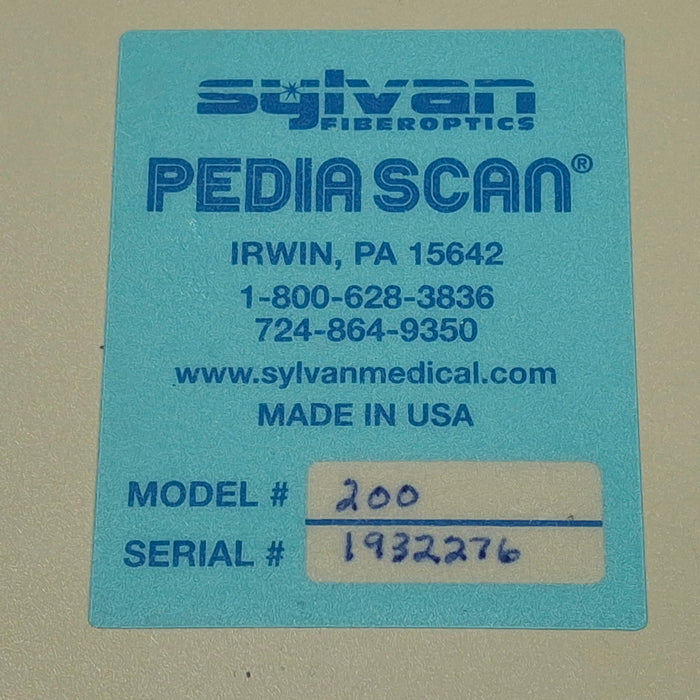 sylvan
FIBEROPTICS
PEDIA SCAN®
IRWIN, PA 15642
1-800-628-3836
724-864-9350
www.sylvanmedical.com
MADE IN USA
MODEL # 200
SERIAL # 1932276